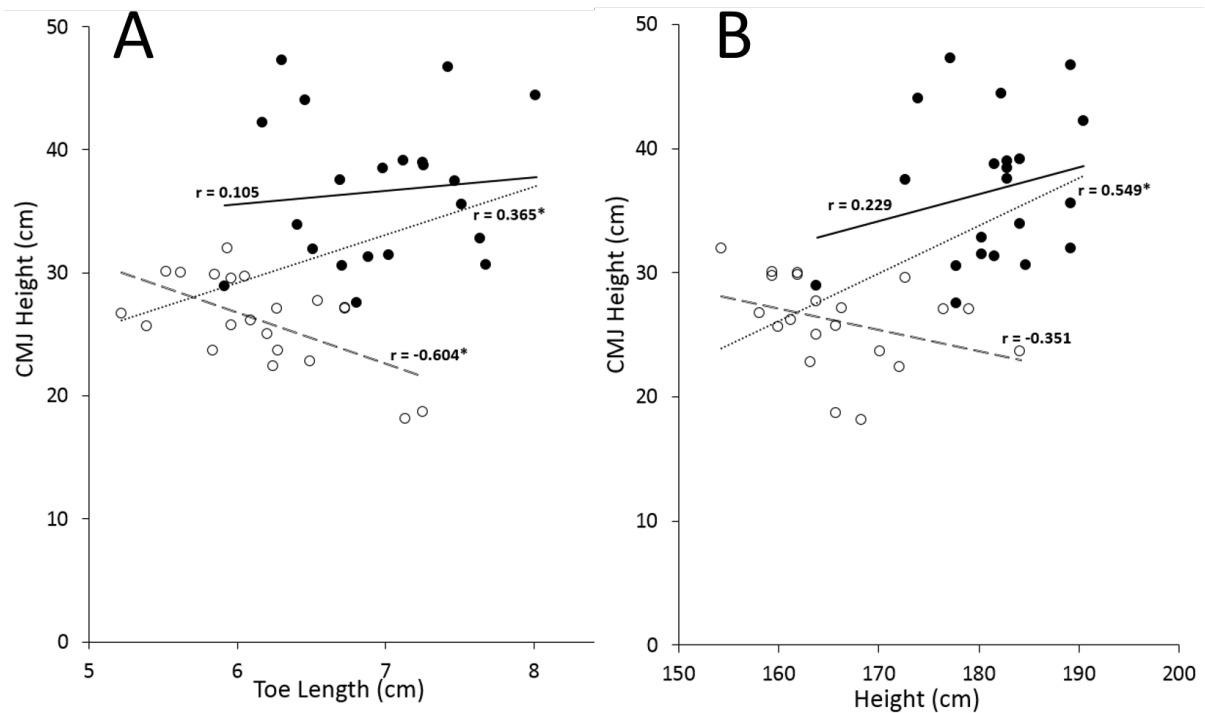 A
50
40
30
20
10
0
CMJ Height (cm)
r = 0.105
r = 0.365*
r = -0.604*
5
6
7
8
Toe Length (cm)
B
50
40
30
20
10
0
CMJ Height (cm)
r = 0.229
r = 0.549*
r = -0.351
150
160
170
180
190
200
Height (cm)